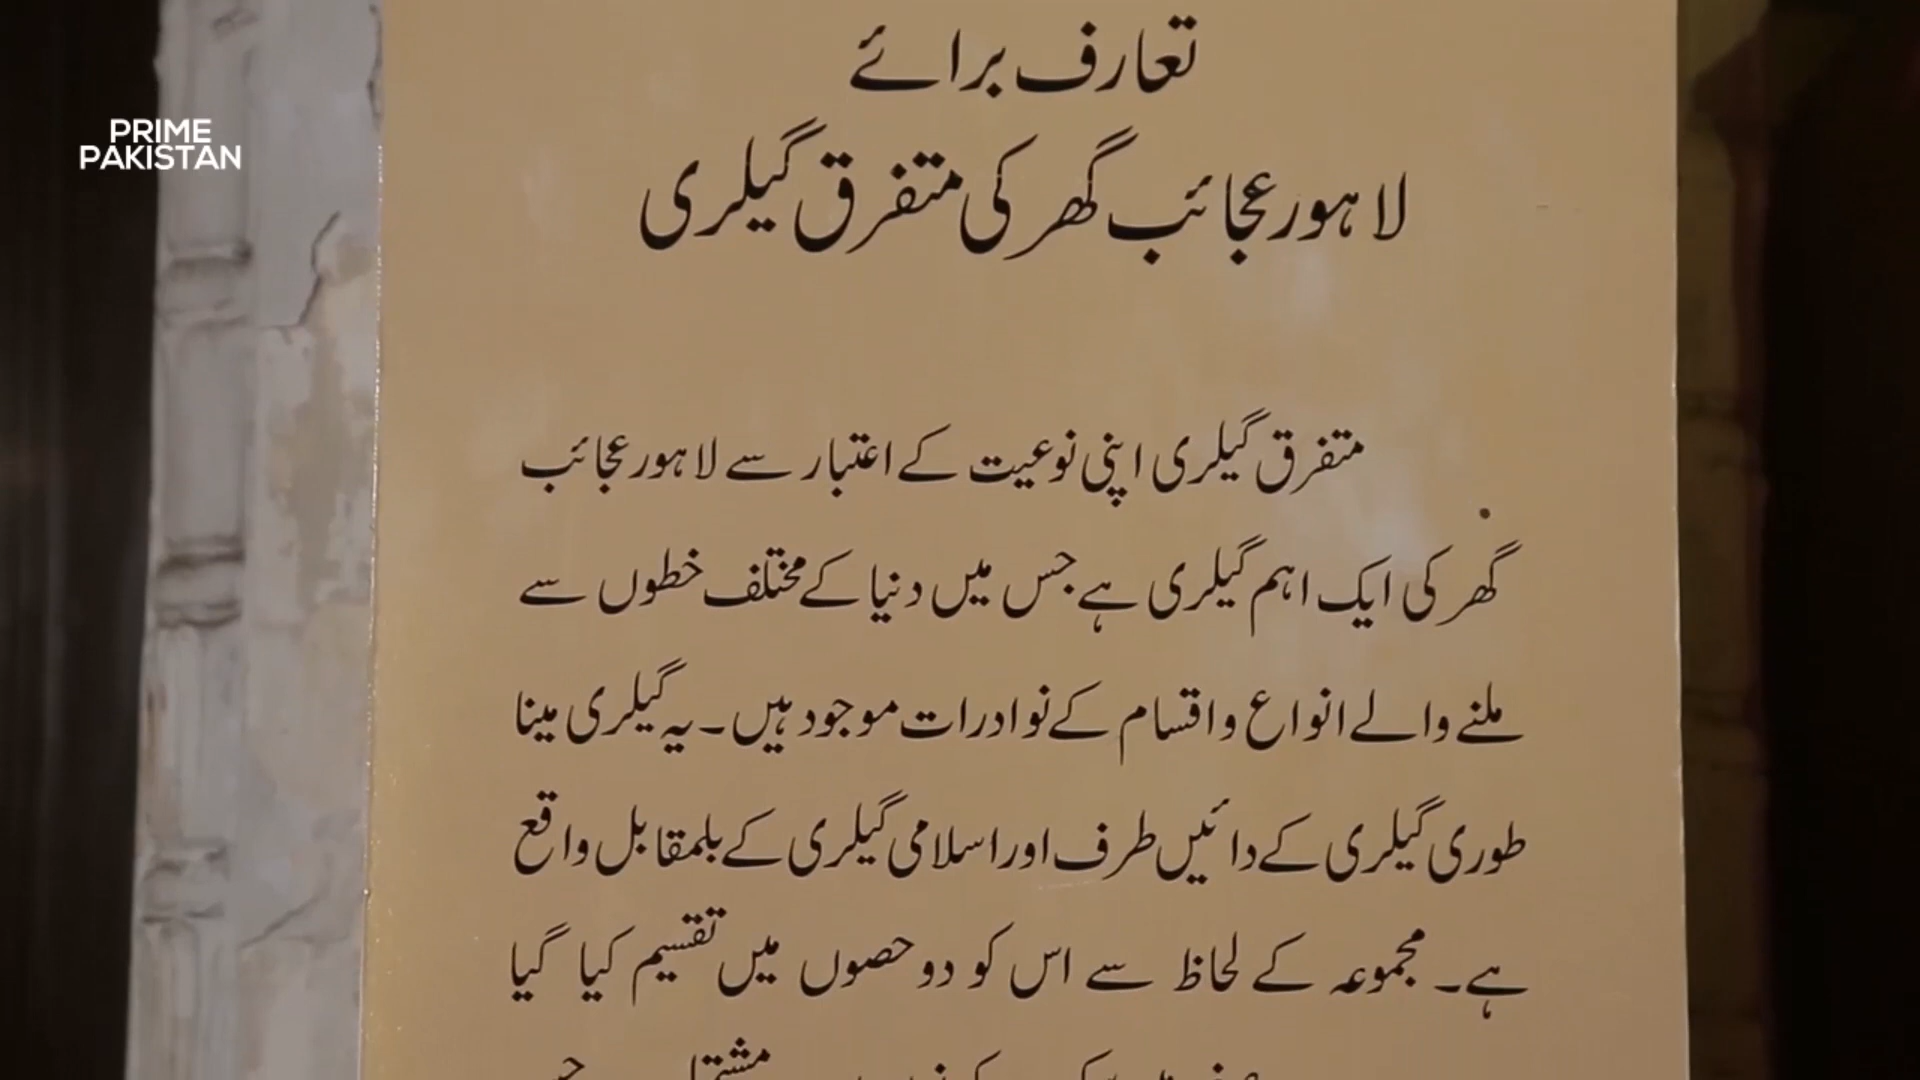 PRIME
PAKISTAN
تعارف برائے
لاہور عجائب گھر کی متفرق گیلری
متفرق گیلری اپنی نوعیت کے اعتبار سے لاہور عجائب
گھر کی ایک اہم گیلری ہے جس میں دنیا کے مختلف خطوں سے
ملنے والے انواع و اقسام کے نوادرات موجود ہیں۔ یہ گیلری مینا
طوری گیلری کے دائیں طرف اور اسلامی گیلری کے بلمقابل واقع
ہے۔ مجموعہ کے لحاظ سے اس کو دو حصوں میں تقسیم کیا گیا